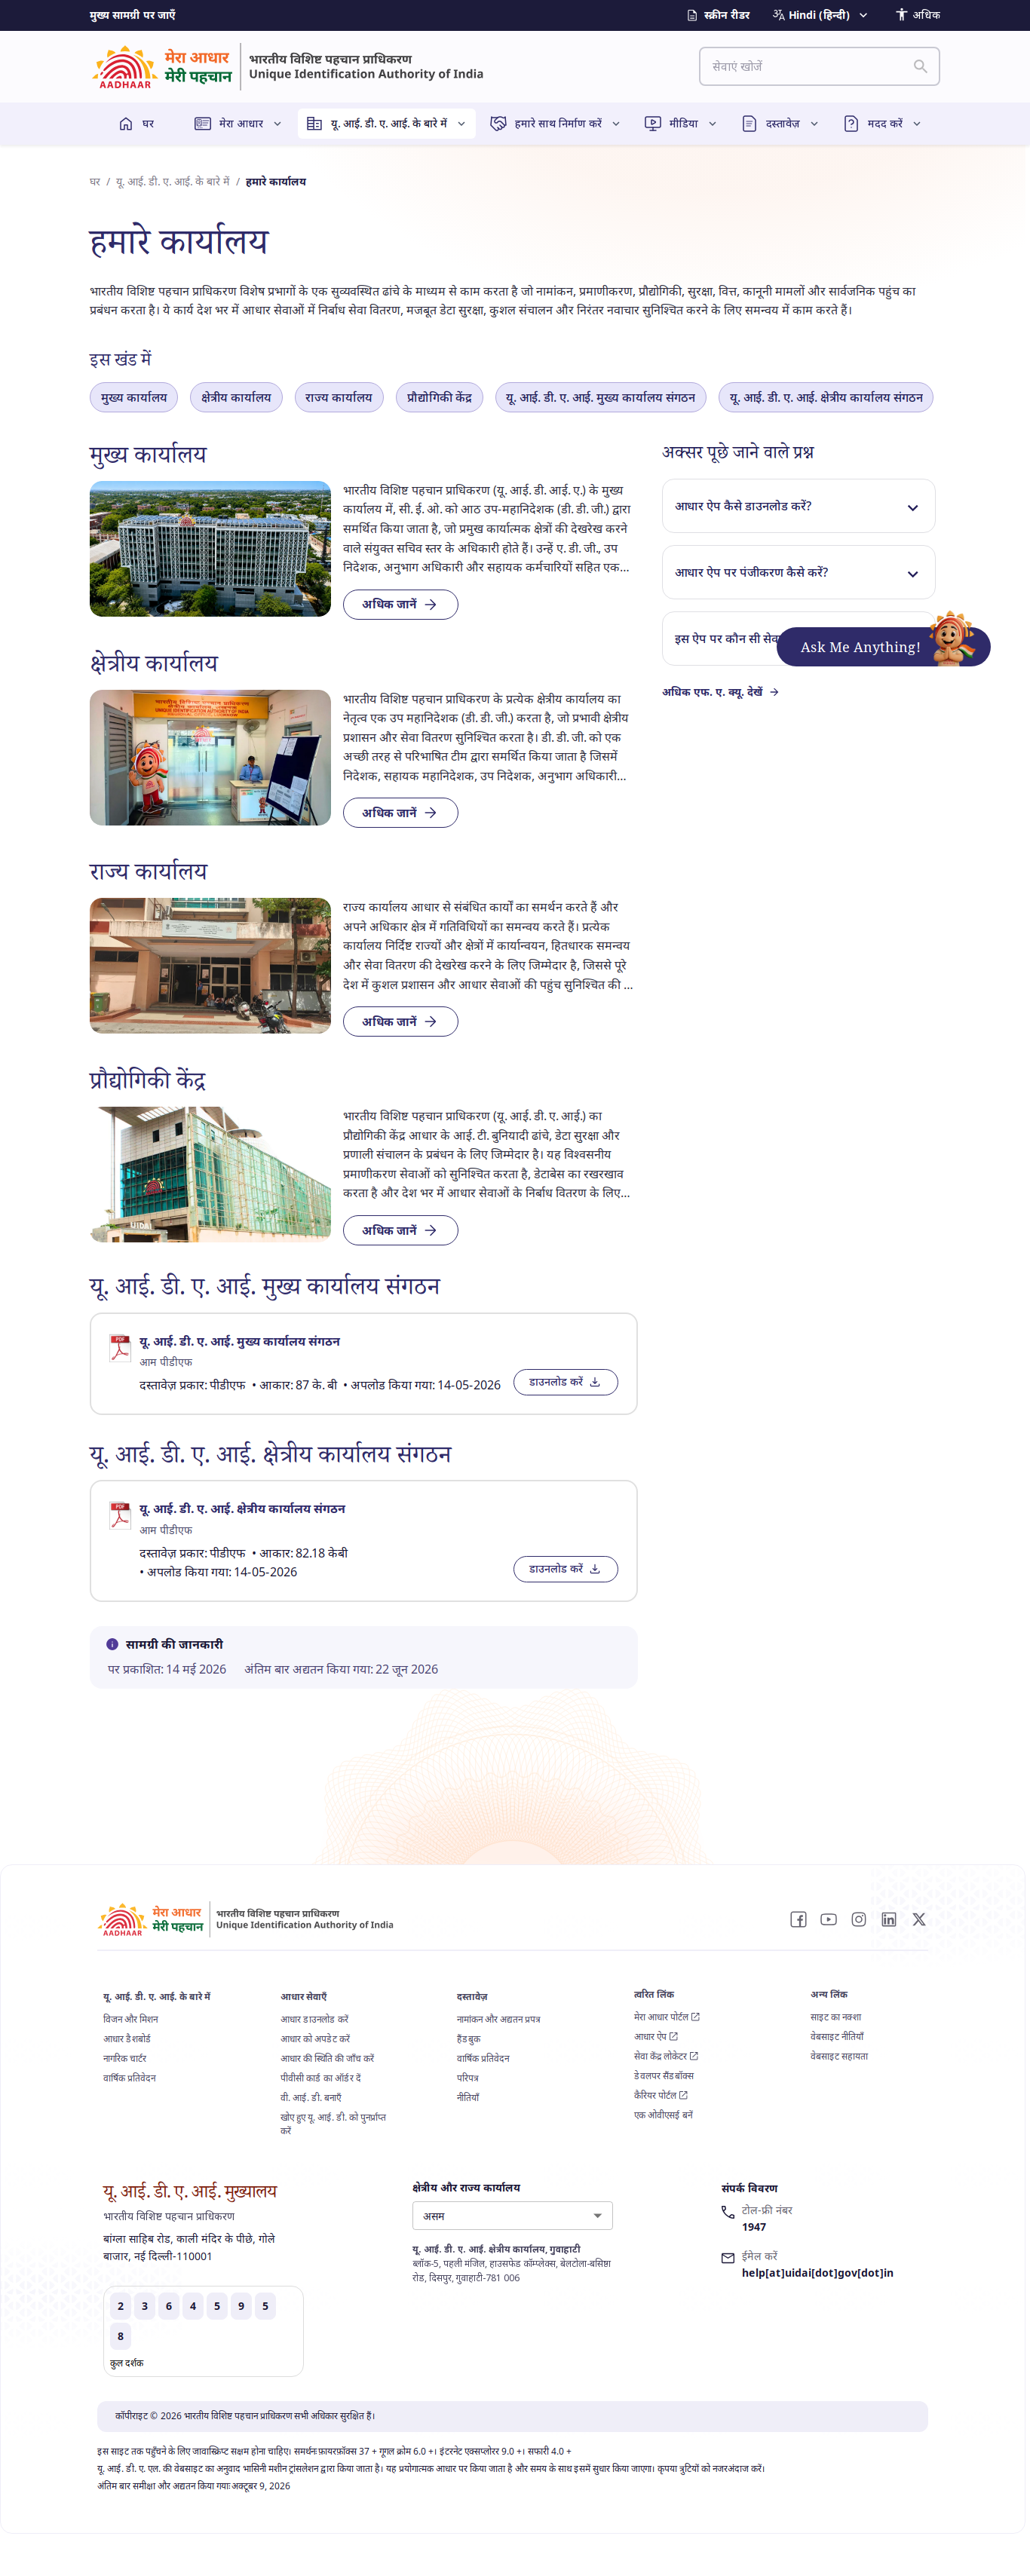 मुख्य सामग्री पर जाएँ
स्क्रीन रीडर
Hindi (हिन्दी)
अधिक
AADHAAR
मेरा आधार
मेरी पहचान
भारतीय विशिष्ट पहचान प्राधिकरण
Unique Identification Authority of India
सेवाएं खोजें
घर
मेरा आधार
यू. आई. डी. ए. आई. के बारे में
हमारे साथ निर्माण करें
मीडिया
दस्तावेज़
मदद करें
घर / यू. आई. डी. ए. आई. के बारे में / हमारे कार्यालय
हमारे कार्यालय
भारतीय विशिष्ट पहचान प्राधिकरण विशेष प्रभागों के एक सुव्यवस्थित ढांचे के माध्यम से काम करता है जो नामांकन, प्रमाणीकरण, प्रौद्योगिकी, सुरक्षा, वित्त, कानूनी मामलों और सार्वजनिक पहुंच का
प्रबंधन करता है। ये कार्य देश भर में आधार सेवाओं में निर्बाध सेवा वितरण, मजबूत डेटा सुरक्षा, कुशल संचालन और निरंतर नवाचार सुनिश्चित करने के लिए समन्वय में काम करते हैं।
इस खंड में
मुख्य कार्यालय
क्षेत्रीय कार्यालय
राज्य कार्यालय
प्रौद्योगिकी केंद्र
यू. आई. डी. ए. आई. मुख्य कार्यालय संगठन
यू. आई. डी. ए. आई. क्षेत्रीय कार्यालय संगठन
मुख्य कार्यालय
भारतीय विशिष्ट पहचान प्राधिकरण (यू. आई. डी. आई. ए.) के मुख्य
कार्यालय में, सी. ई. ओ. को आठ उप-महानिदेशक (डी. डी. जी.) द्वारा
समर्थित किया जाता है, जो प्रमुख कार्यात्मक क्षेत्रों की देखरेख करने
वाले संयुक्त सचिव स्तर के अधिकारी होते हैं। उन्हें ए. डी. जी., उप
निदेशक, अनुभाग अधिकारी और सहायक कर्मचारियों सहित एक...
अधिक जानें
क्षेत्रीय कार्यालय
भारतीय विशिष्ट पहचान प्राधिकरण के प्रत्येक क्षेत्रीय कार्यालय का
नेतृत्व एक उप महानिदेशक (डी. डी. जी.) करता है, जो प्रभावी क्षेत्रीय
प्रशासन और सेवा वितरण सुनिश्चित करता है। डी. डी. जी. को एक
अच्छी तरह से परिभाषित टीम द्वारा समर्थित किया जाता है जिसमें
निदेशक, सहायक महानिदेशक, उप निदेशक, अनुभाग अधिकारी...
अधिक जानें
राज्य कार्यालय
राज्य कार्यालय आधार से संबंधित कार्यों का समर्थन करते हैं और
अपने अधिकार क्षेत्र में गतिविधियों का समन्वय करते हैं। प्रत्येक
कार्यालय निर्दिष्ट राज्यों और क्षेत्रों में कार्यान्वयन, हितधारक समन्वय
और सेवा वितरण की देखरेख करने के लिए जिम्मेदार है, जिससे पूरे
देश में कुशल प्रशासन और आधार सेवाओं की पहुंच सुनिश्चित की ...
अधिक जानें
प्रौद्योगिकी केंद्र
UIDAI
भारतीय विशिष्ट पहचान प्राधिकरण (यू. आई. डी. ए. आई.) का
प्रौद्योगिकी केंद्र आधार के आई. टी. बुनियादी ढांचे, डेटा सुरक्षा और
प्रणाली संचालन के प्रबंधन के लिए जिम्मेदार है। यह विश्वसनीय
प्रमाणीकरण सेवाओं को सुनिश्चित करता है, डेटाबेस का रखरखाव
करता है और देश भर में आधार सेवाओं के निर्बाध वितरण के लिए...
अधिक जानें
अक्सर पूछे जाने वाले प्रश्न
आधार ऐप कैसे डाउनलोड करें?
आधार ऐप पर पंजीकरण कैसे करें?
इस ऐप पर कौन सी
Ask Me Anything!
अधिक एफ. ए. क्यू. देखें
यू. आई. डी. ए. आई. मुख्य कार्यालय संगठन
PDF
यू. आई. डी. ए. आई. मुख्य कार्यालय संगठन
आम पीडीएफ
दस्तावेज़ प्रकार: पीडीएफ • आकार: 87 के. बी • अपलोड किया गया: 14-05-2026
डाउनलोड करें
यू. आई. डी. ए. आई. क्षेत्रीय कार्यालय संगठन
PDF
यू. आई. डी. ए. आई. क्षेत्रीय कार्यालय संगठन
आम पीडीएफ
दस्तावेज़ प्रकार: पीडीएफ • आकार: 82.18 केबी
• अपलोड किया गया: 14-05-2026
डाउनलोड करें
सामग्री की जानकारी
पर प्रकाशित: 14 मई 2026 अंतिम बार अद्यतन किया गया: 22 जून 2026
AADHAAR
मेरा आधार
मेरी पहचान
भारतीय विशिष्ट पहचान प्राधिकरण
Unique Identification Authority of India
यू. आई. डी. ए. आई. के बारे में
विजन और मिशन
आधार डैशबोर्ड
नागरिक चार्टर
वार्षिक प्रतिवेदन
आधार सेवाएँ
आधार डाउनलोड करें
आधार को अपडेट करें
आधार की स्थिति की जाँच करें
पीवीसी कार्ड का ऑर्डर दें
वी. आई. डी. बनाएँ
खोए हुए यू. आई. डी. को पुनर्प्राप्त
करें
दस्तावेज़
नामांकन और अद्यतन प्रपत्र
हैंडबुक
वार्षिक प्रतिवेदन
परिपत्र
नीतियाँ
त्वरित लिंक
मेरा आधार पोर्टल
आधार ऐप
सेवा केंद्र लोकेटर
डेवलपर सैंडबॉक्स
कैरियर पोर्टल
एक ओवीएसई बनें
अन्य लिंक
साइट का नक्शा
वेबसाइट नीतियाँ
वेबसाइट सहायता
यू. आई. डी. ए. आई. मुख्यालय
भारतीय विशिष्ट पहचान प्राधिकरण
बांग्ला साहिब रोड, काली मंदिर के पीछे, गोले
बाजार, नई दिल्ली-110001
2 3 6 4 5 9 5
8
कुल दर्शक
क्षेत्रीय और राज्य कार्यालय
असम
यू. आई. डी. ए. आई. क्षेत्रीय कार्यालय, गुवाहाटी
ब्लॉक-5, पहली मंजिल, हाउसफेड कॉम्प्लेक्स, बेलटोला-बसिष्ठा
रोड, दिसपुर, गुवाहाटी-781 006
संपर्क विवरण
टोल-फ्री नंबर
1947
ईमेल करें
help[at]uidai[dot]gov[dot]in
कॉपीराइट © 2026 भारतीय विशिष्ट पहचान प्राधिकरण सभी अधिकार सुरक्षित हैं।
इस साइट तक पहुँचने के लिए जावास्क्रिप्ट सक्षम होना चाहिए। समर्थनः फ़ायरफ़ॉक्स 37 + गूगल क्रोम 6.0 +। इंटरनेट एक्सप्लोरर 9.0 +। सफारी 4.0 +
यू. आई. डी. ए. एल. की वेबसाइट का अनुवाद भाषिनी मशीन ट्रांसलेशन द्वारा किया जाता है। यह प्रयोगात्मक आधार पर किया जाता है और समय के साथ इसमें सुधार किया जाएगा। कृपया त्रुटियों को नजरअंदाज करें।
अंतिम बार समीक्षा और अद्यतन किया गयाः अक्टूबर 9, 2026